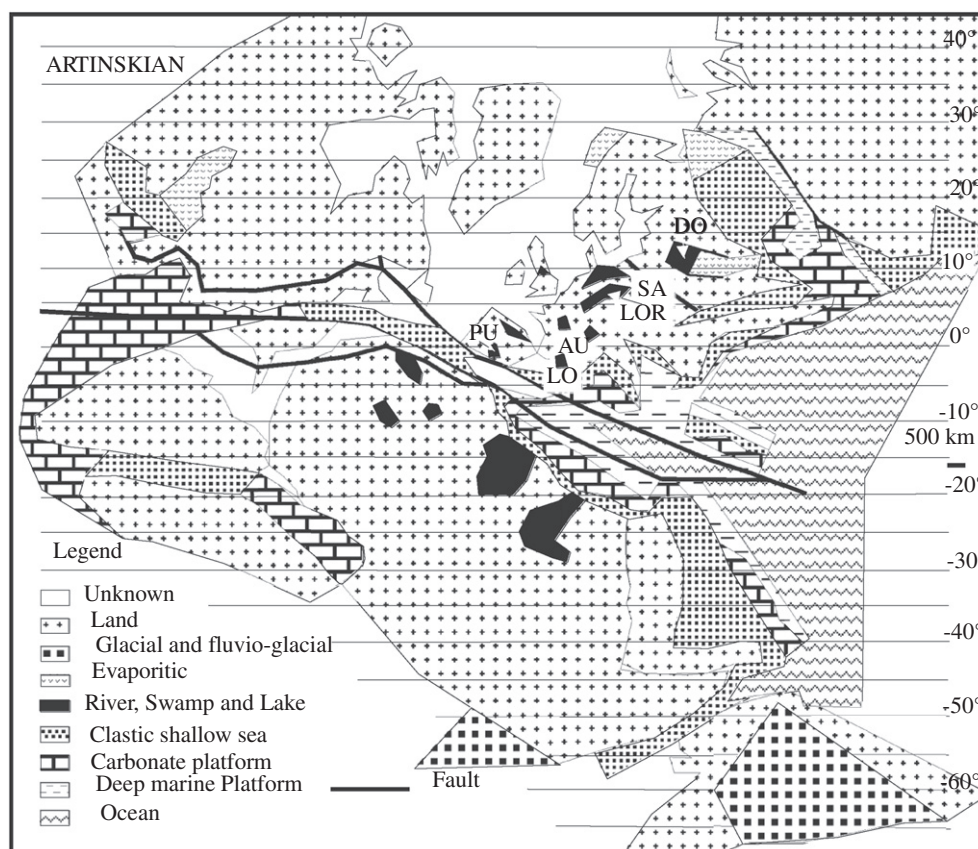 ARTINSKIAN
40°
30°
20°
DO
10°
SA
LOR
PU
0°
AU
LO
-10°
500 km
-20°
Legend
-30°
Unknown
Land
-40°
Glacial and fluvio-glacial
Evaporitic
River, Swamp and Lake
-50°
Clastic shallow sea
Carbonate platform
Deep marine Platform
Fault
-60°
Ocean